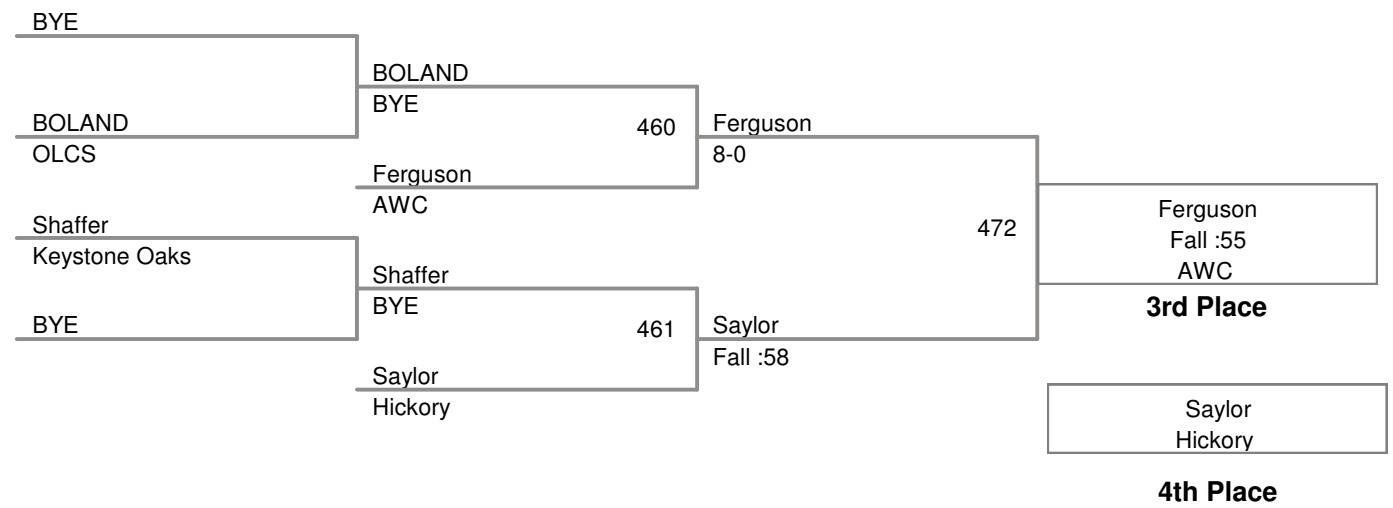 BYE
BOLAND
BYE
BOLAND
OLCS
460
Ferguson
8-0
Ferguson
AWC
Shaffer
Keystone Oaks
472
Ferguson
Fall :55
AWC
3rd Place
Shaffer
BYE
BYE
461
Saylor
Fall :58
Saylor
Hickory
Saylor
Hickory
4th Place